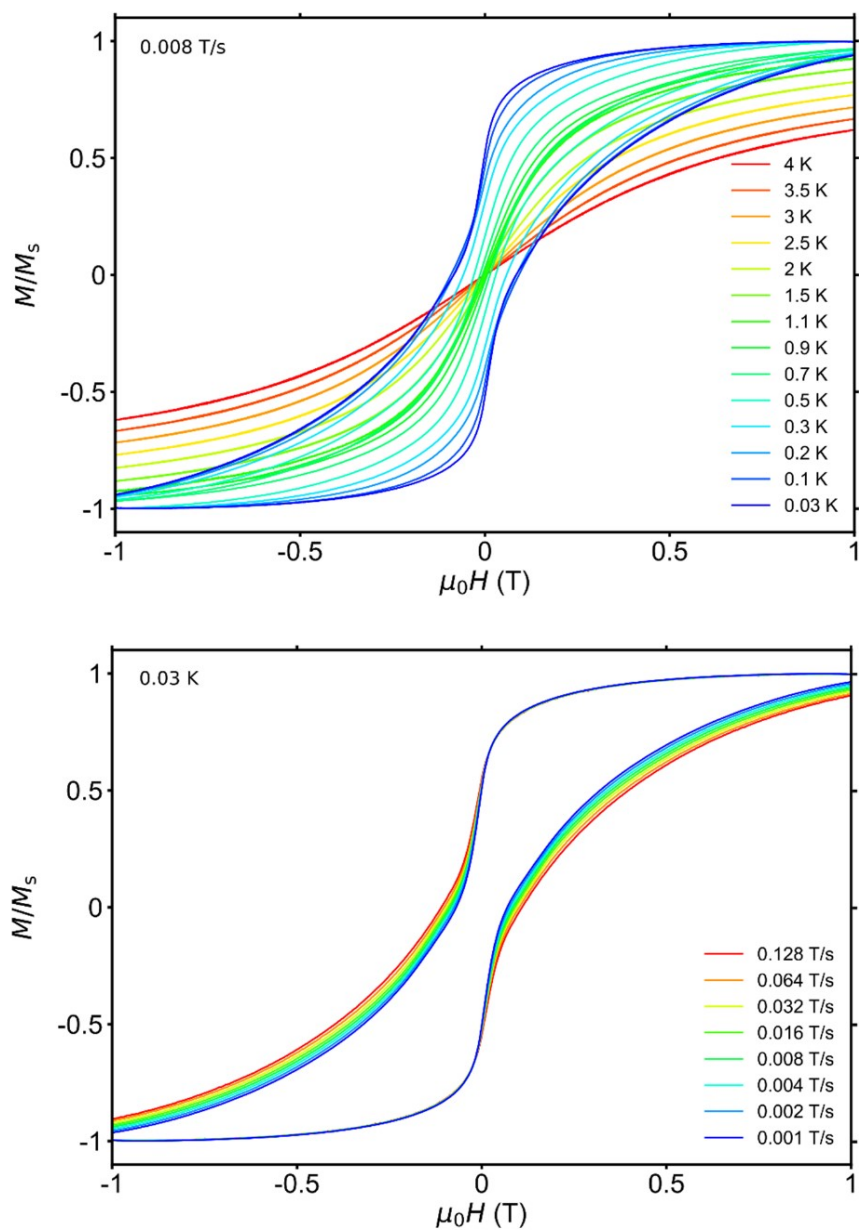 0.008 T/s
1
0.5
0
-0.5
-1
M/Ms
4 K
3.5 K
3 K
2.5 K
2 K
1.5 K
1.1 K
0.9 K
0.7 K
0.5 K
0.3 K
0.2 K
0.1 K
0.03 K
-1 -0.5 0 0.5 1
μ₀H (T)
0.03 K
1
0.5
0
-0.5
-1
M/Ms
0.128 T/s
0.064 T/s
0.032 T/s
0.016 T/s
0.008 T/s
0.004 T/s
0.002 T/s
0.001 T/s
-1 -0.5 0 0.5 1
μ₀H (T)